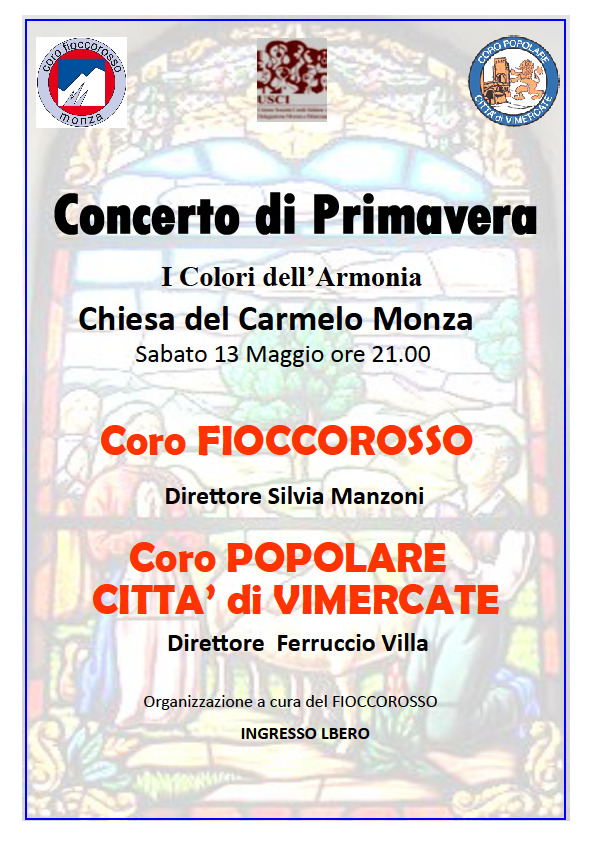 coro fioccorosso
monza
USCI
CORO POPOLARE
CITTÀ di VIMERCATE
Concerto di Primavera
I Colori dell'Armonia
Chiesa del Carmelo Monza
Sabato 13 Maggio ore 21.00
Coro FIOCCOROSSO
Direttore Silvia Manzoni
Coro POPOLARE
CITTA' di VIMERCATE
Direttore Ferruccio Villa
Organizzazione a cura del FIOCCOROSSO
INGRESSO LBERO